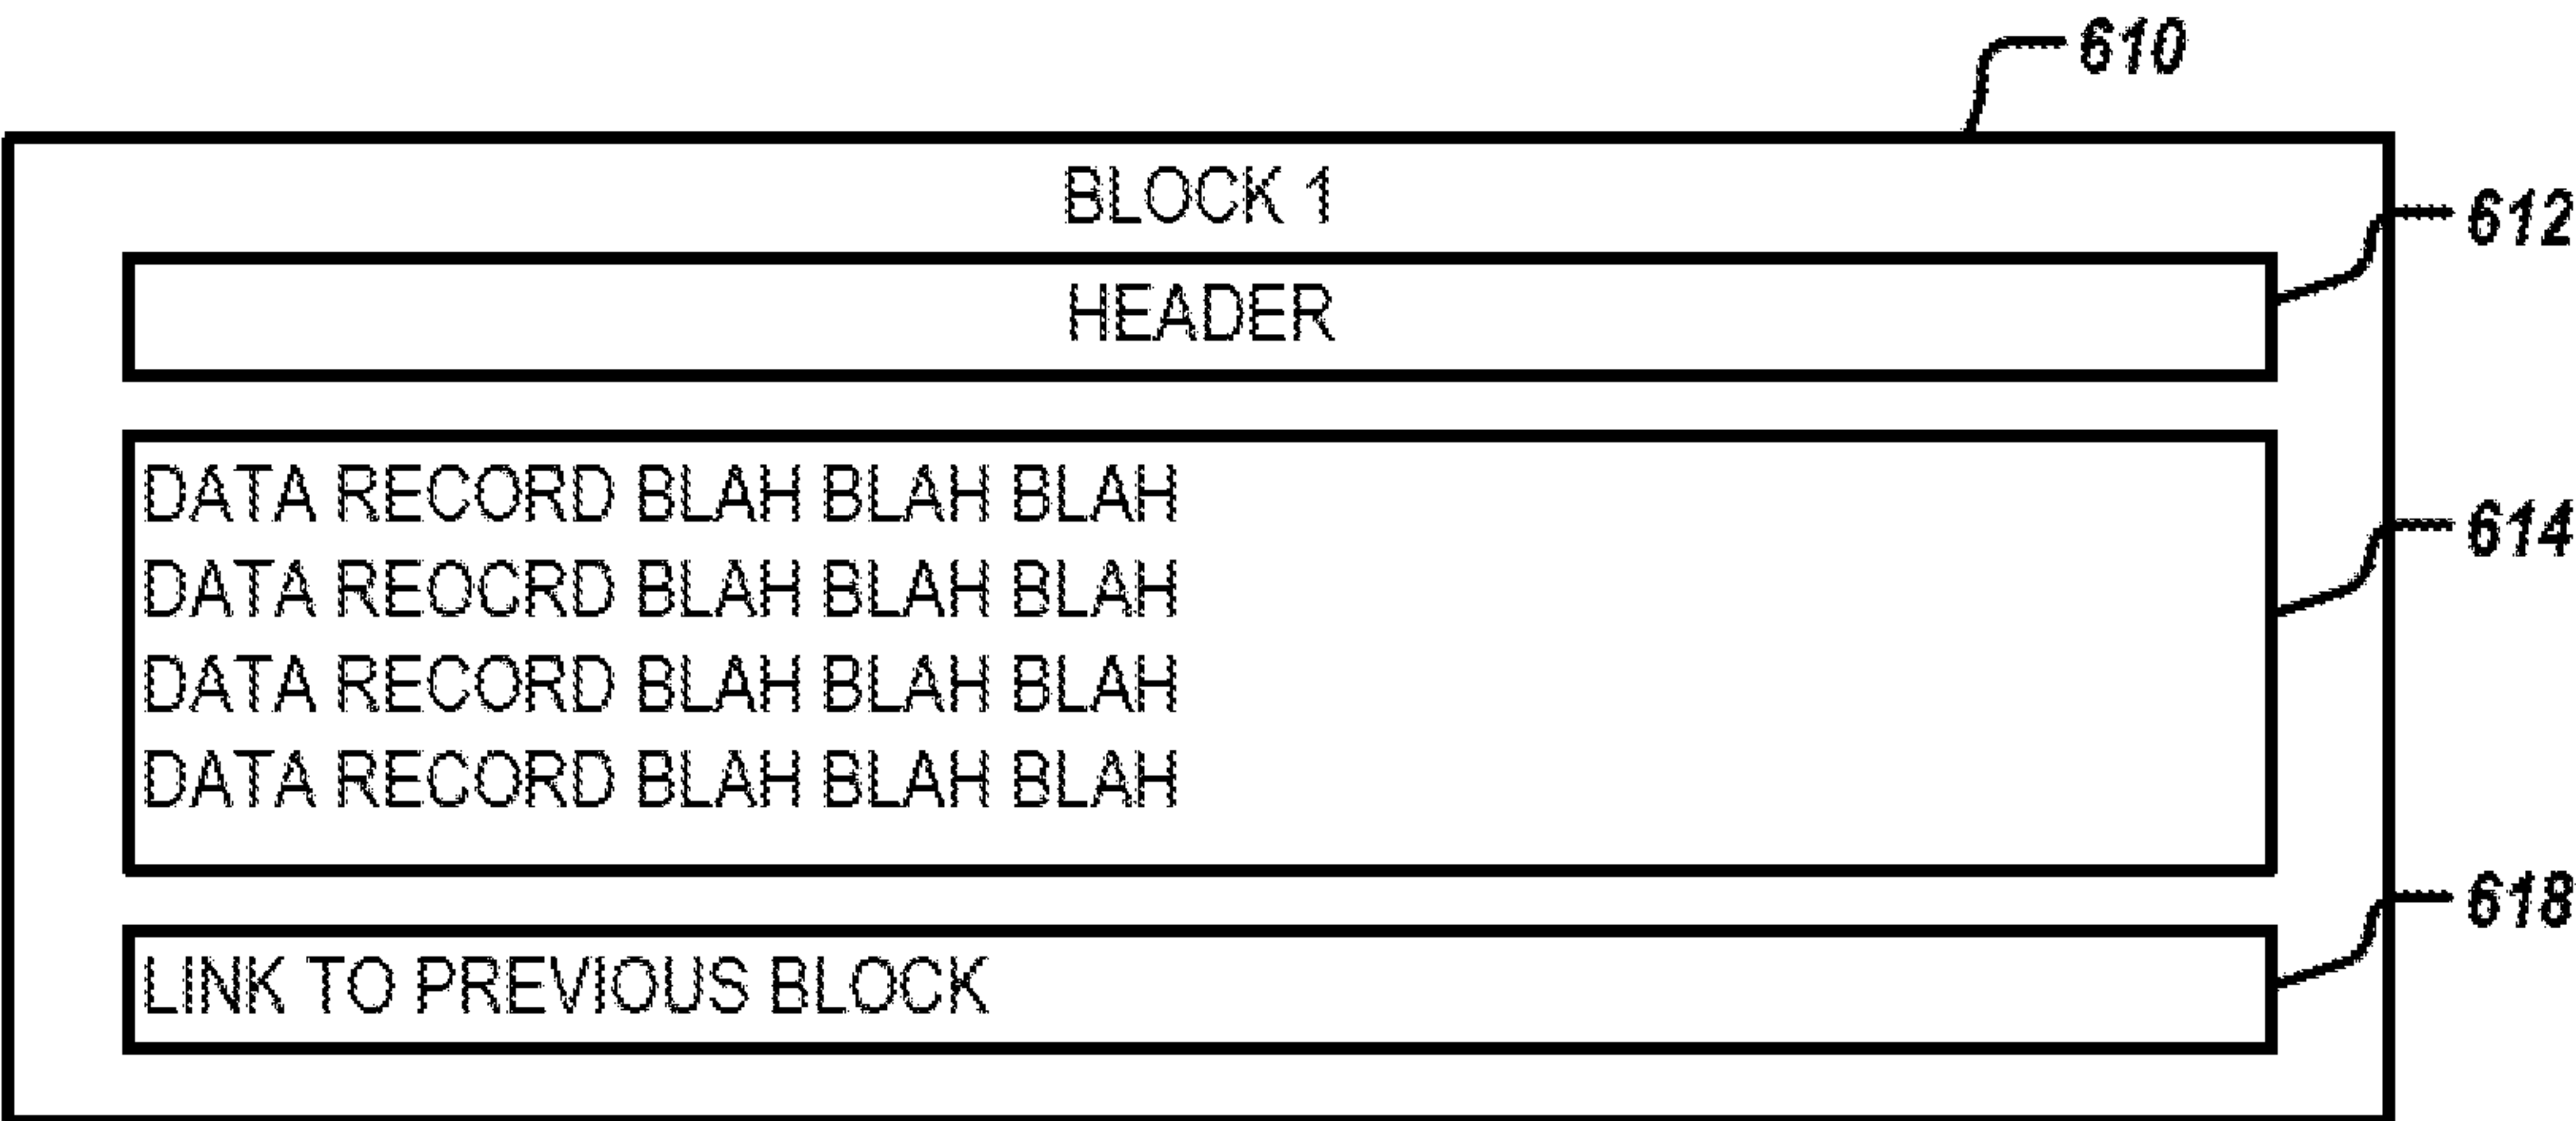 610
BLOCK 1
612
HEADER
DATA RECORD BLAH BLAH BLAH
614
DATA REOCRD BLAH BLAH BLAH
DATA RECORD BLAH BLAH BLAH
DATA RECORD BLAH BLAH BLAH
618
LINK TO PREVIOUS BLOCK